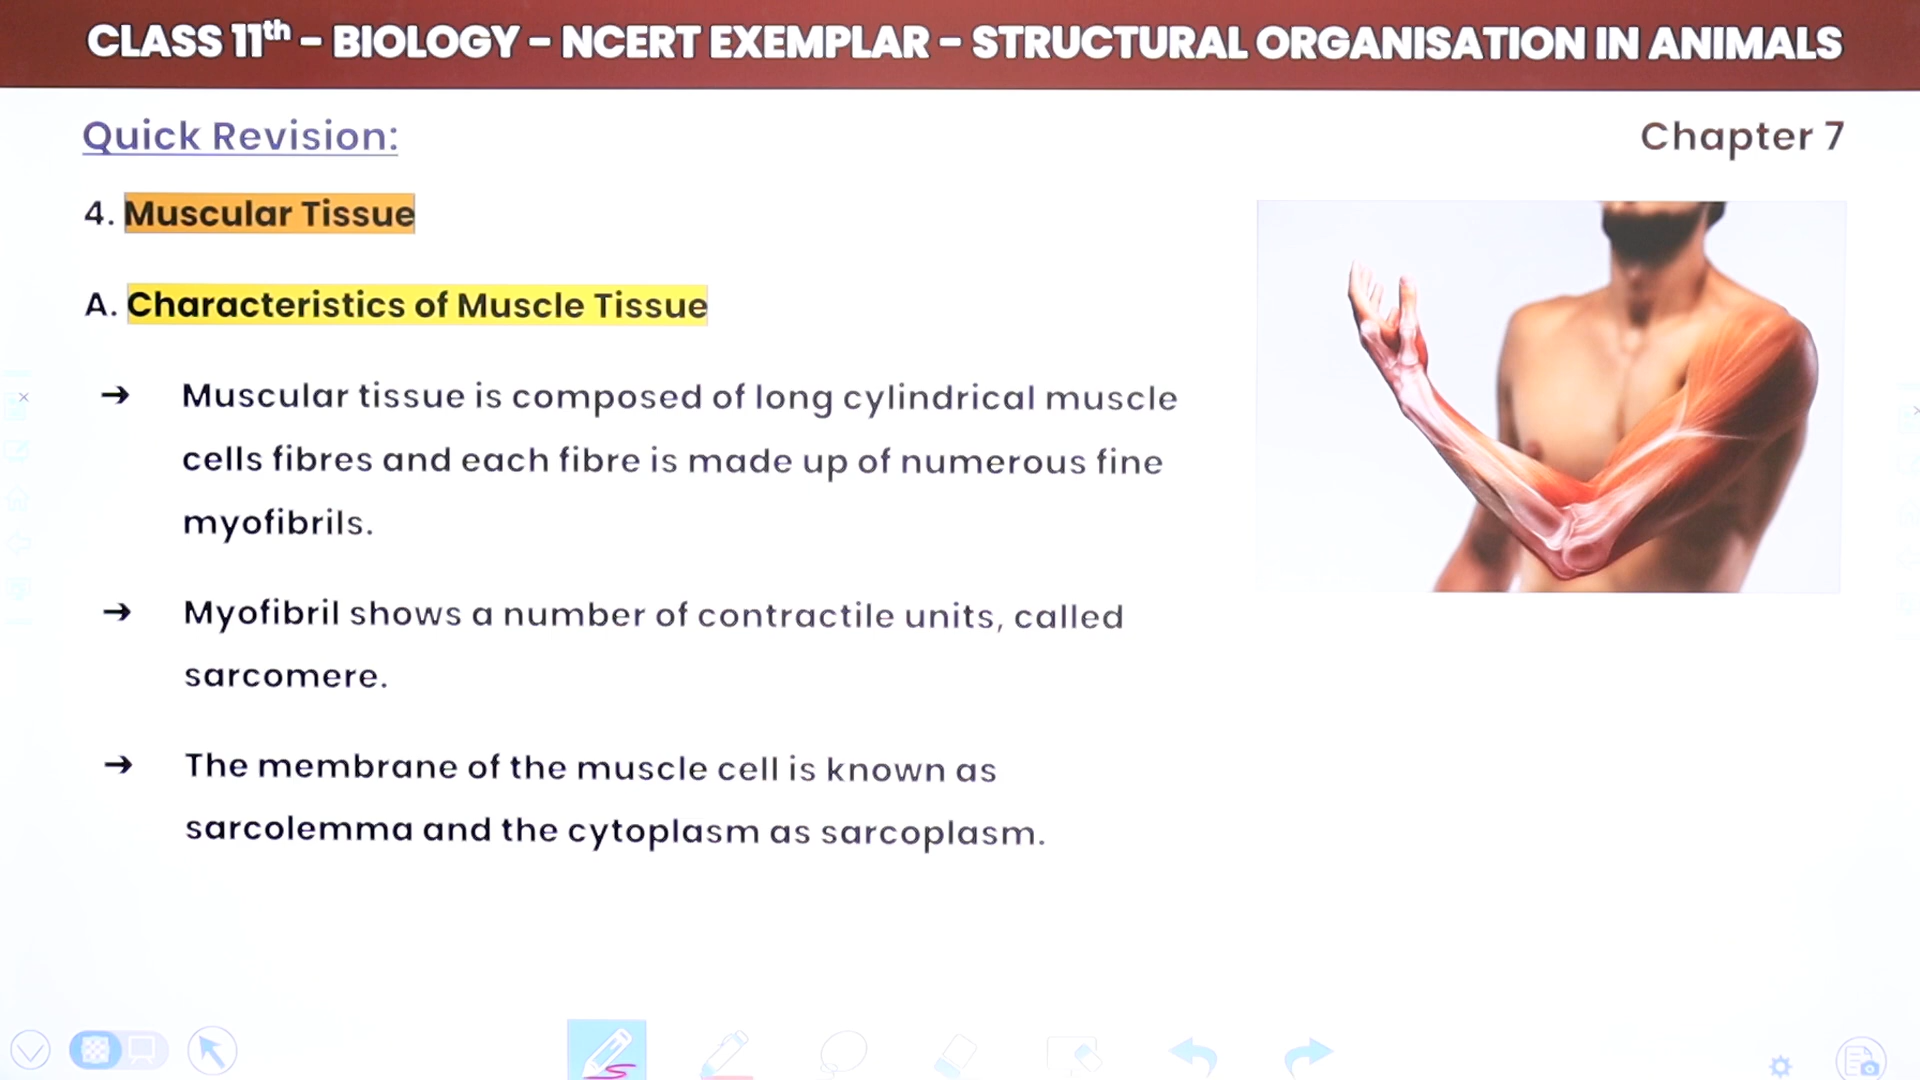 CLASS 11th - BIOLOGY - NCERT EXEMPLAR - STRUCTURAL ORGANISATION IN ANIMALS
Quick Revision:
Chapter 7
4. Muscular Tissue
A. Characteristics of Muscle Tissue
→ Muscular tissue is composed of long cylindrical muscle
cells fibres and each fibre is made up of numerous fine
myofibrils.
→ Myofibril shows a number of contractile units, called
sarcomere.
→ The membrane of the muscle cell is known as
sarcolemma and the cytoplasm as sarcoplasm.